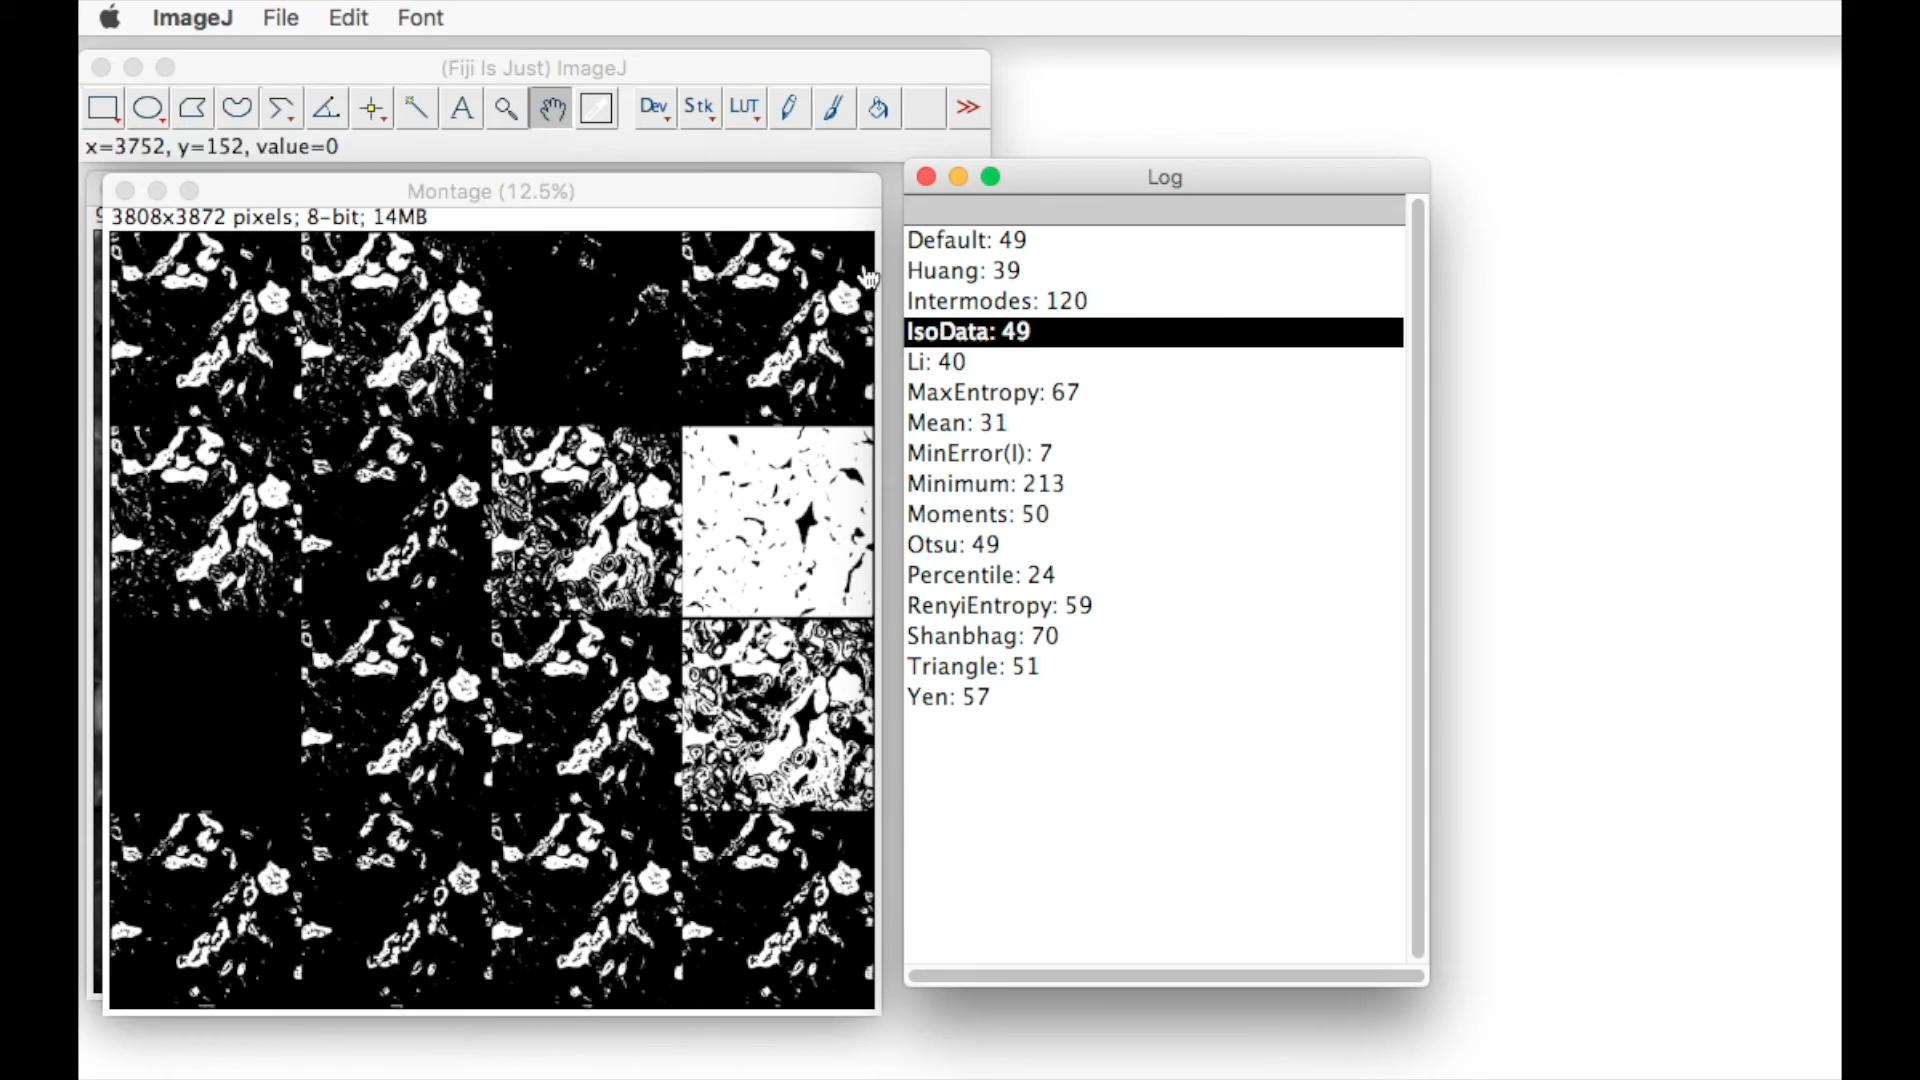 ImageJ File Edit Font
(Fiji Is Just) ImageJ
A Dev Stk LUT >>
x=3752, y=152, value=0
Montage (12.5%)
3808x3872 pixels; 8-bit; 14MB
Log
Default: 49
Huang: 39
Intermodes: 120
IsoData: 49
Li: 40
MaxEntropy: 67
Mean: 31
MinError(I): 7
Minimum: 213
Moments: 50
Otsu: 49
Percentile: 24
RenyiEntropy: 59
Shanbhag: 70
Triangle: 51
Yen: 57